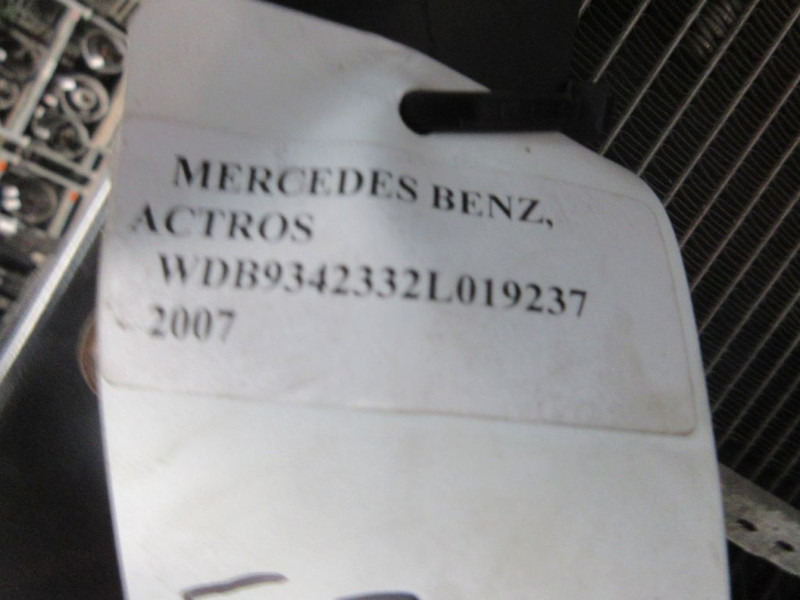 MERCEDES BENZ,
ACTROS
WDB9342332L019237
2007